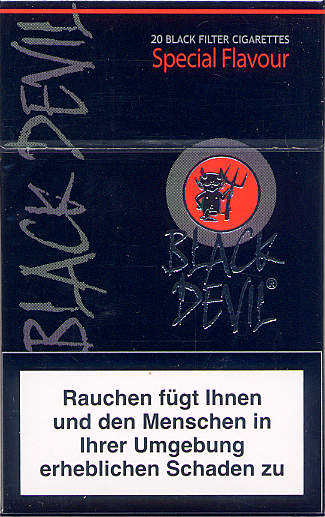 20 BLACK FILTER CIGARETTES
Special Flavour
BLACK DEVIL
BLACK
DEVIL®
Rauchen fügt Ihnen
und den Menschen in
Ihrer Umgebung
erheblichen Schaden zu